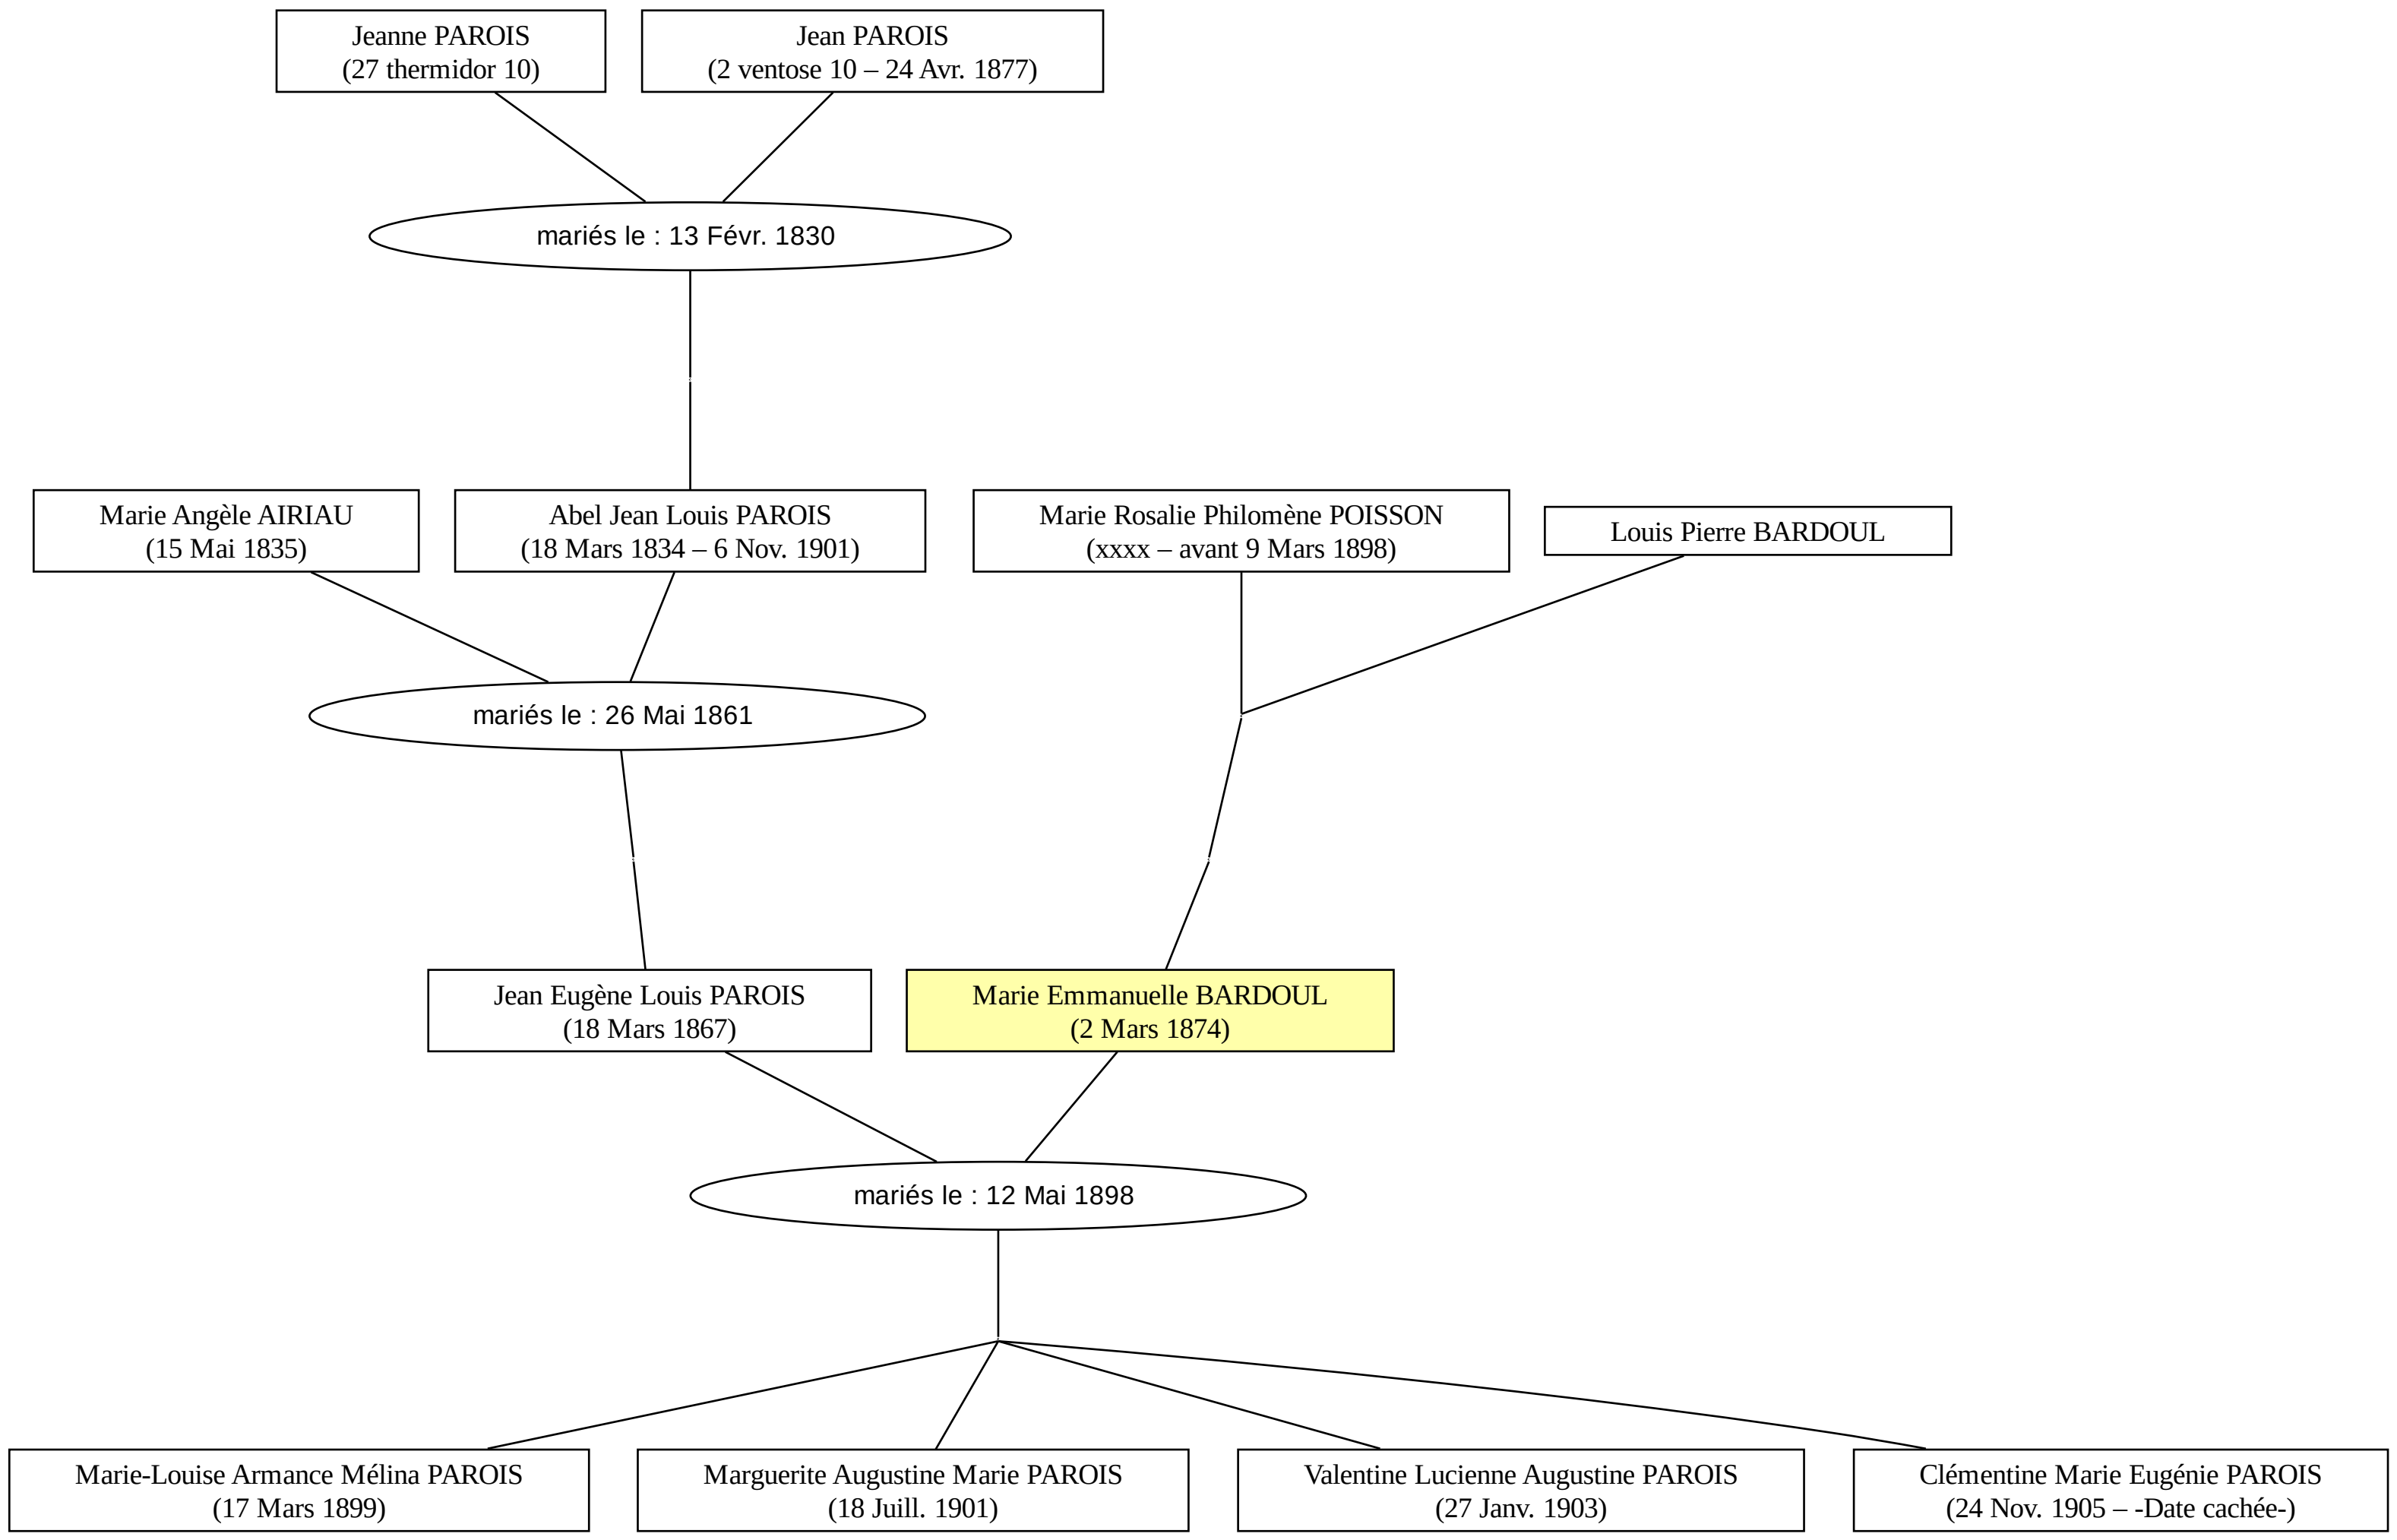 Jeanne PAROIS
(27 thermidor 10)
Jean PAROIS
(2 ventose 10 – 24 Avr. 1877)
mariés le : 13 Févr. 1830
Marie Angèle AIRIAU
(15 Mai 1835)
Abel Jean Louis PAROIS
(18 Mars 1834 – 6 Nov. 1901)
Marie Rosalie Philomène POISSON
(xxxx – avant 9 Mars 1898)
Louis Pierre BARDOUL
mariés le : 26 Mai 1861
Jean Eugène Louis PAROIS
(18 Mars 1867)
Marie Emmanuelle BARDOUL
(2 Mars 1874)
mariés le : 12 Mai 1898
Marie-Louise Armance Mélina PAROIS
(17 Mars 1899)
Marguerite Augustine Marie PAROIS
(18 Juill. 1901)
Valentine Lucienne Augustine PAROIS
(27 Janv. 1903)
Clémentine Marie Eugénie PAROIS
(24 Nov. 1905 – -Date cachée-)